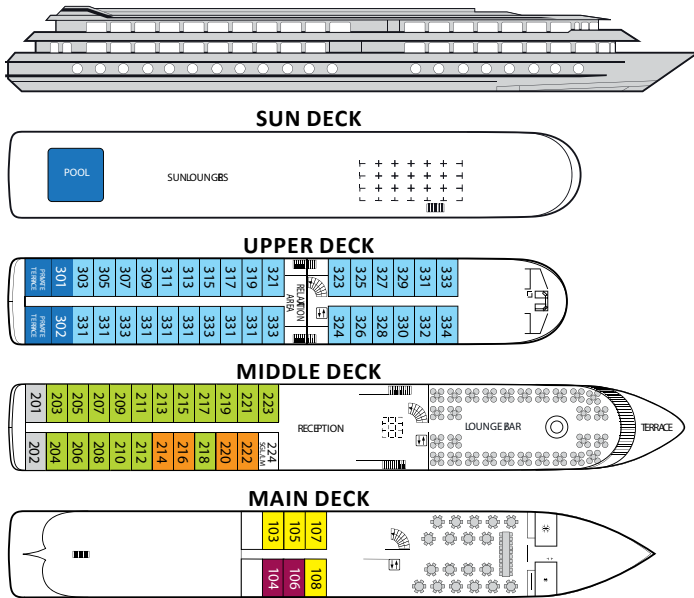 SUN DECK
POOL
SUNLOUNGERS
UPPER DECK
PRIVATE
TERRACE
301 303 305 307 309 311 313 315 317 319 321
323 325 327 329 331 333
RELAXATION
AREA
PRIVATE
TERRACE
302 331 331 333 331 331 331 333 331 331 333
324 326 328 330 332 334
MIDDLE DECK
201 203 205 207 209 211 213 215 217 219 221 223
RECEPTION
LOUNGE BAR
TERRACE
202 204 206 208 210 212 214 216 218 220 222 224
MAIN DECK
103 105 107
104 106 108